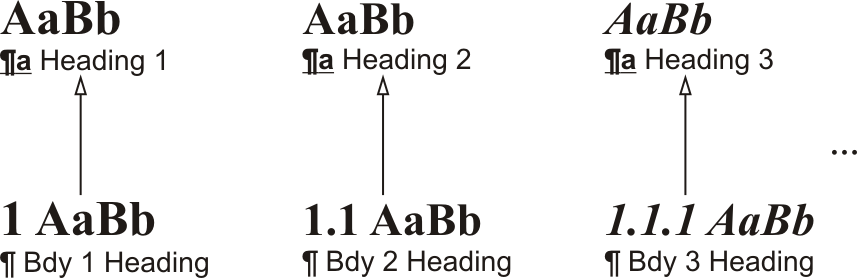 AaBb AaBb AaBb
¶a Heading 1 ¶a Heading 2 ¶a Heading 3
...
1 AaBb 1.1 AaBb 1.1.1 AaBb
¶ Bdy 1 Heading ¶ Bdy 2 Heading ¶ Bdy 3 Heading